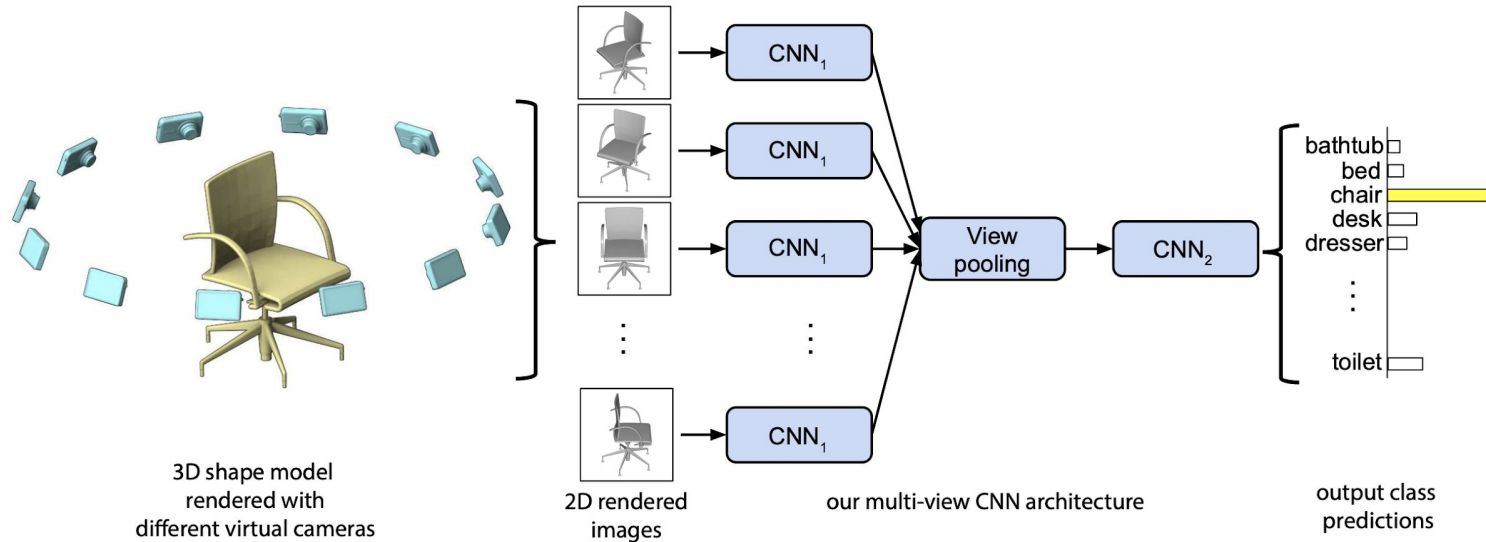 CNN₁
CNN₁
CNN₁
CNN₁
View
pooling
CNN₂
bathtub
bed
chair
desk
dresser
toilet
3D shape model
rendered with
different virtual cameras
2D rendered
images
our multi-view CNN architecture
output class
predictions